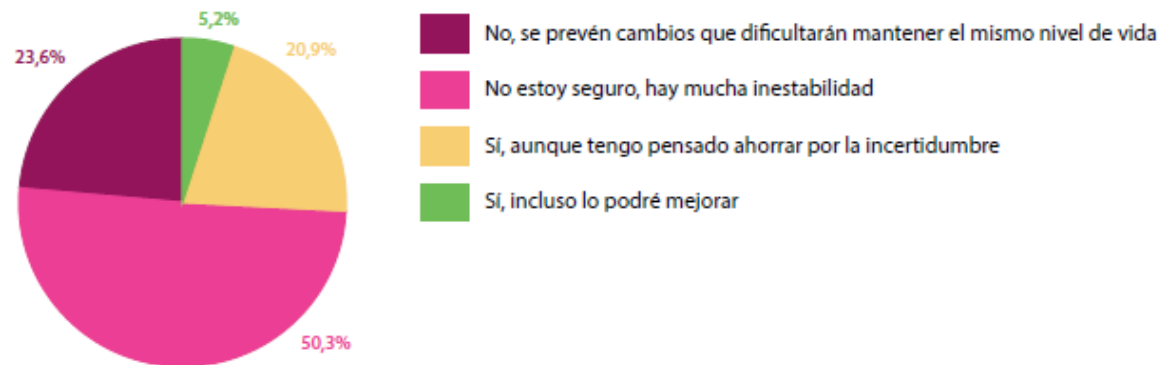 5,2%
20,9%
23,6%
50,3%
No, se prevén cambios que dificultarán mantener el mismo nivel de vida
No estoy seguro, hay mucha inestabilidad
Sí, aunque tengo pensado ahorrar por la incertidumbre
Sí, incluso lo podré mejorar